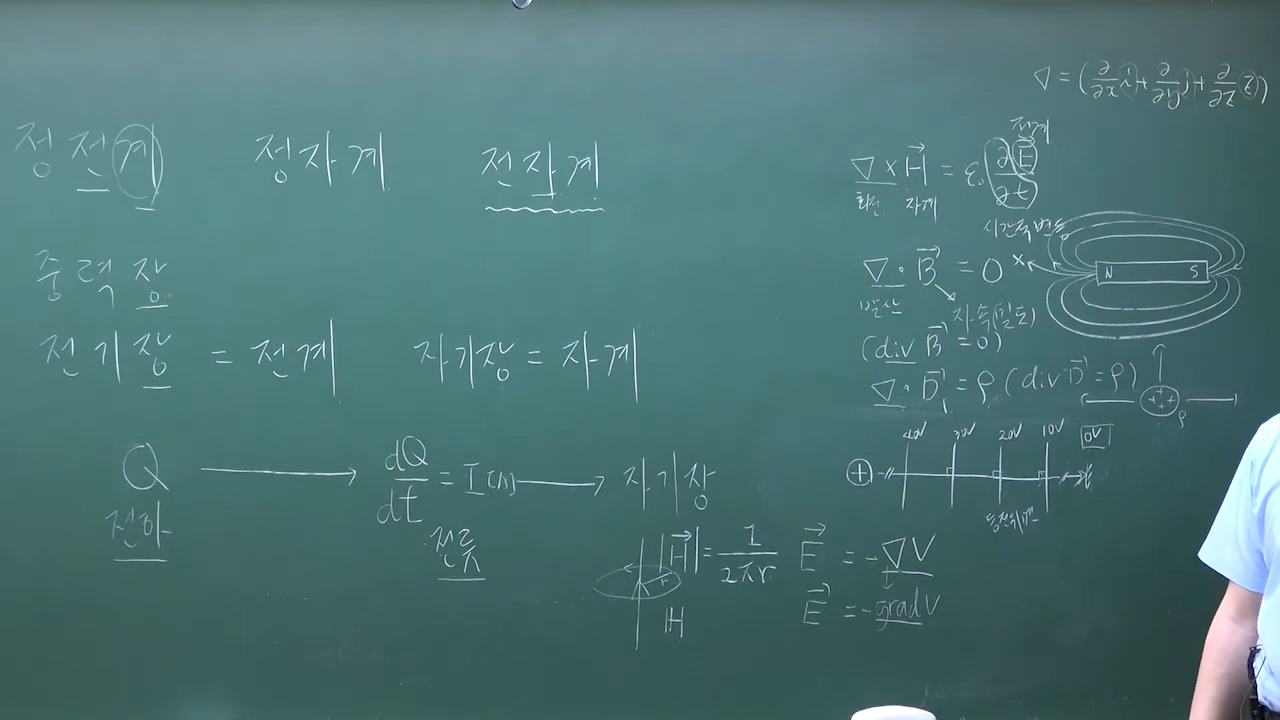 정전계 정자계 전자계
중력장
전기장 = 전계 자기장 = 자계
Q → dQ/dt = I [A] → 자기장
전하 전류
|H⃗| = 1/2πr
r
H
∇ = (∂/∂x i + ∂/∂y j + ∂/∂z k)
전계
∇ × H⃗ = ε₀ ∂E⃗/∂t
회전 자계
시간적 변동
∇ · B⃗ = 0
x N S
발산 자속(밀도)
(div B⃗ = 0)
∇ · D⃗ = ρ (div D⃗ = ρ)
+ + + + ρ
40V 30V 20V 10V 0V
+
등전위면
E⃗ = -∇V
E⃗ = -grad V